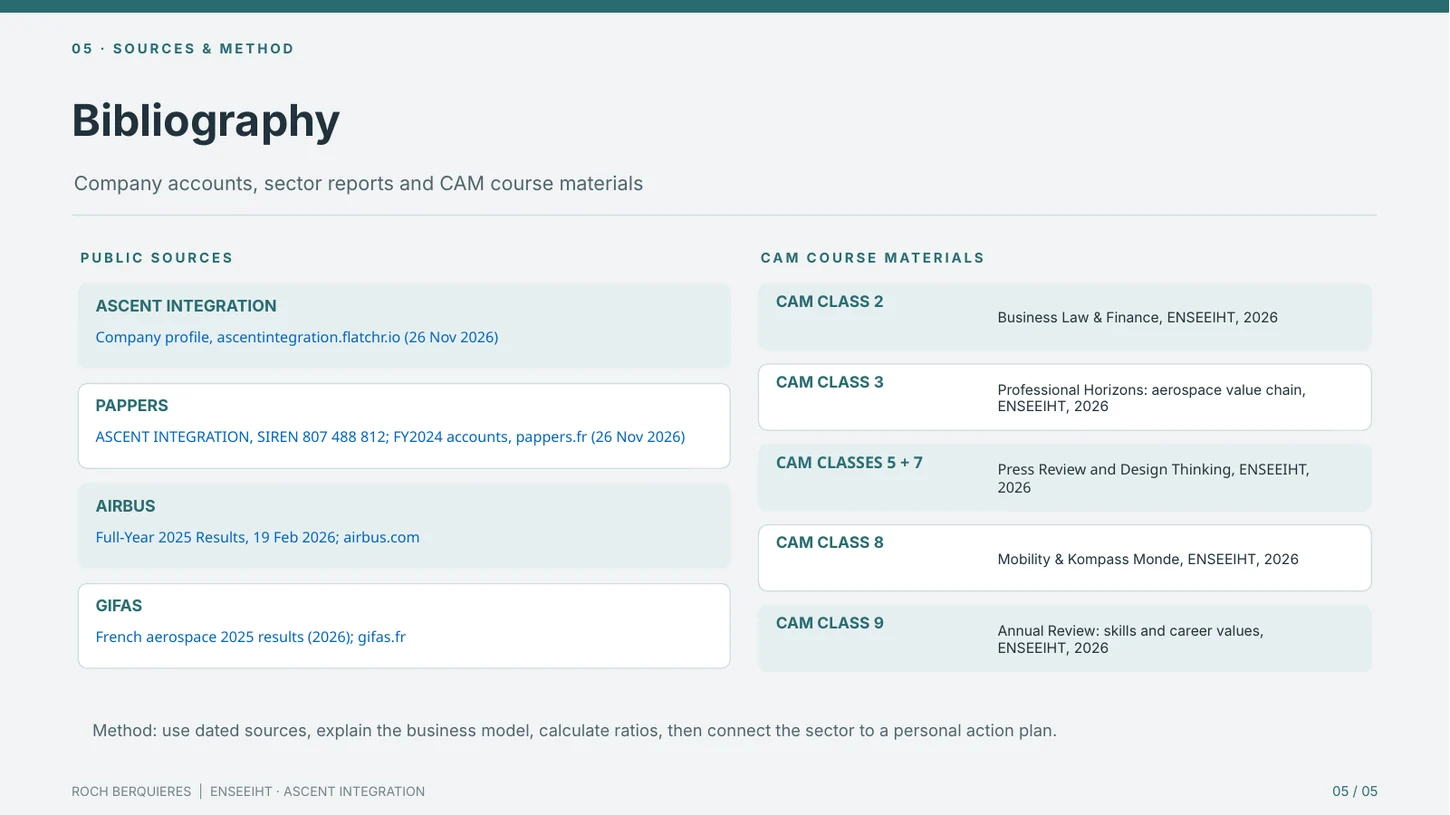 05 · SOURCES & METHOD
Bibliography
Company accounts, sector reports and CAM course materials
PUBLIC SOURCES
ASCENT INTEGRATION
Company profile, ascentintegration.flatchr.io (26 Nov 2026)
PAPPERS
ASCENT INTEGRATION, SIREN 807 488 812; FY2024 accounts, pappers.fr (26 Nov 2026)
AIRBUS
Full-Year 2025 Results, 19 Feb 2026; airbus.com
GIFAS
French aerospace 2025 results (2026); gifas.fr
CAM COURSE MATERIALS
CAM CLASS 2
Business Law & Finance, ENSEEIHT, 2026
CAM CLASS 3
Professional Horizons: aerospace value chain,
ENSEEIHT, 2026
CAM CLASSES 5 + 7
Press Review and Design Thinking, ENSEEIHT,
2026
CAM CLASS 8
Mobility & Kompass Monde, ENSEEIHT, 2026
CAM CLASS 9
Annual Review: skills and career values,
ENSEEIHT, 2026
Method: use dated sources, explain the business model, calculate ratios, then connect the sector to a personal action plan.
ROCH BERQUIERES | ENSEEIHT · ASCENT INTEGRATION
05 / 05